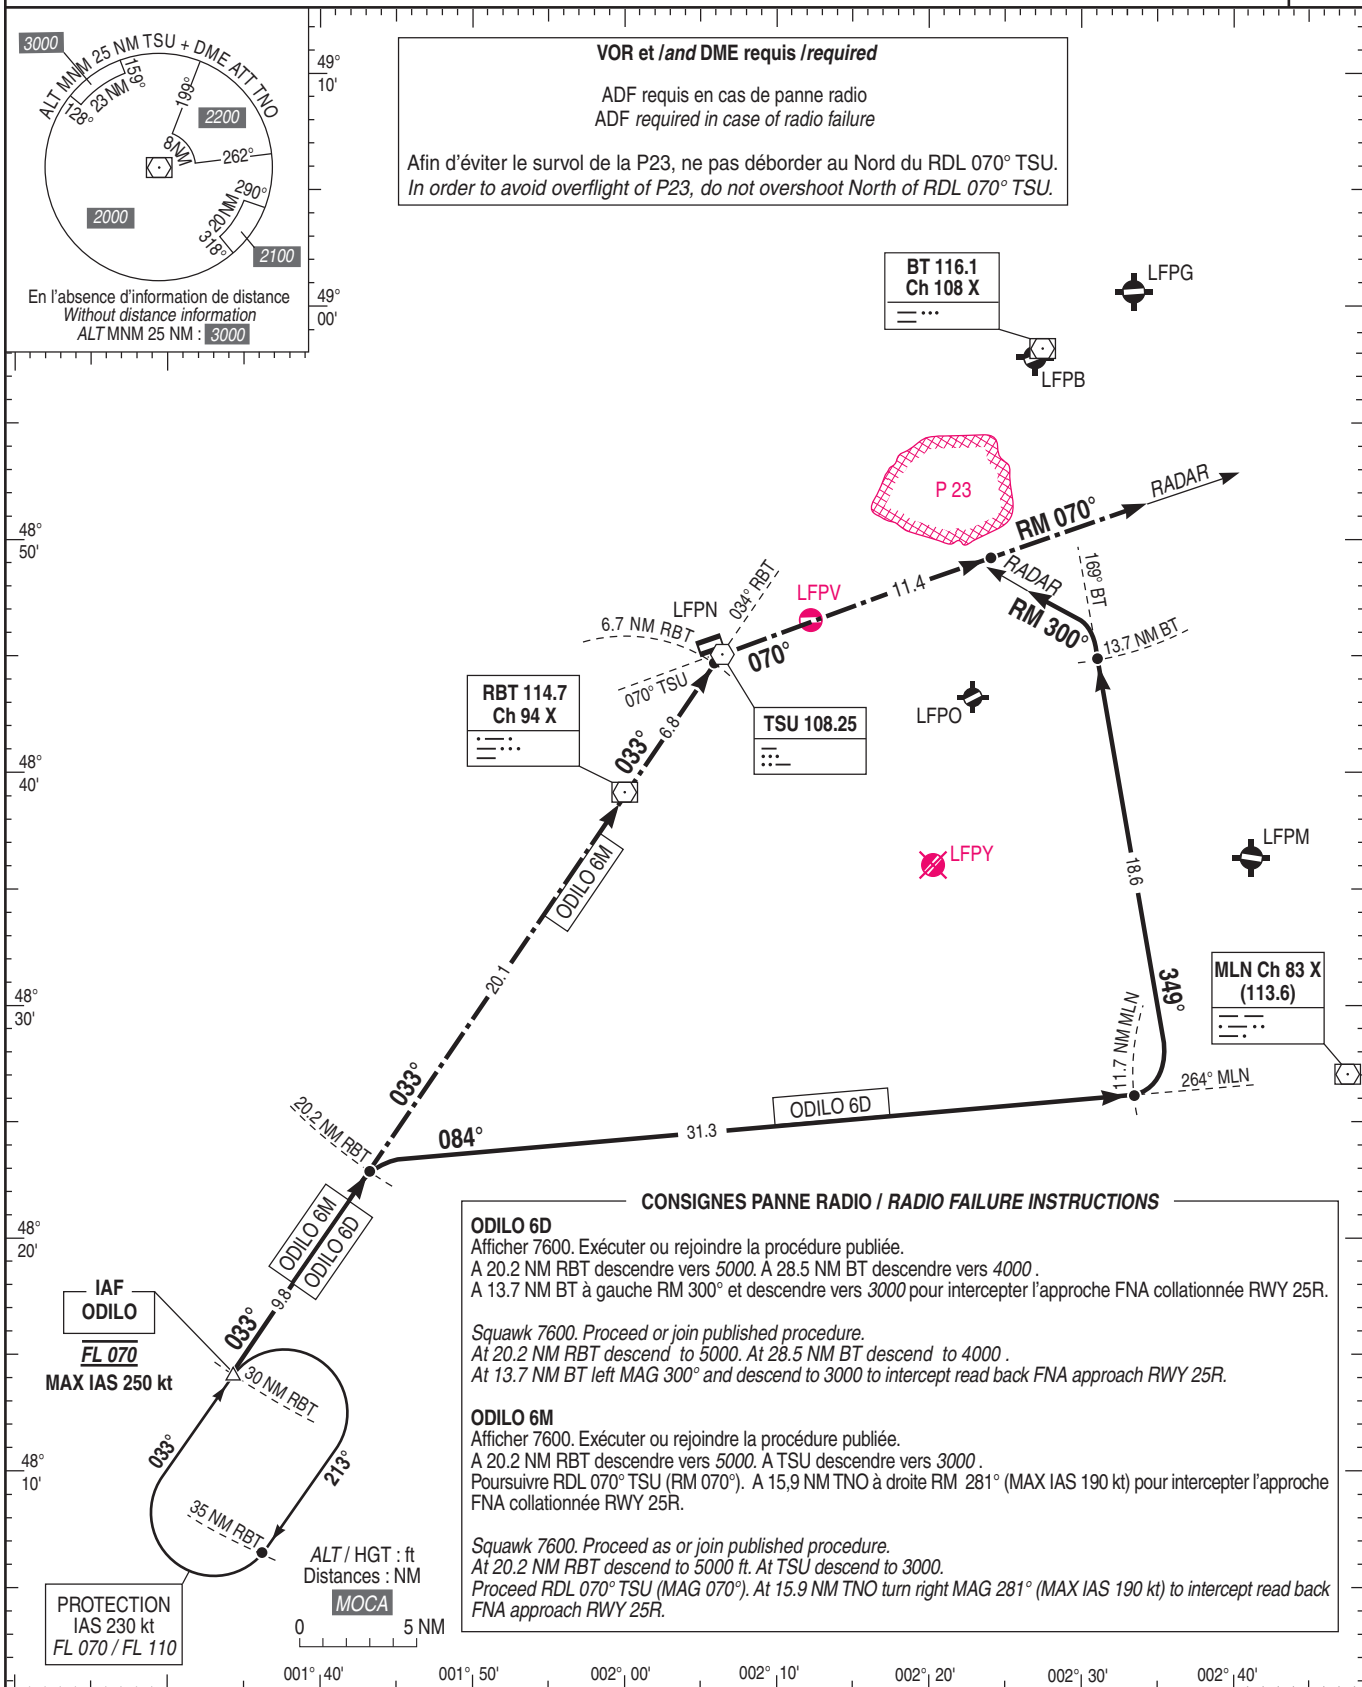 3000
ALT MNM 25 NM TSU + DME ATT TNO
159°
23 NM
128°
199°
2200
8NM
262°
290°
20 NM
318°
2000
2100
En l'absence d'information de distance
Without distance information
ALT MNM 25 NM : 3000
VOR et /and DME requis /required
ADF requis en cas de panne radio
ADF required in case of radio failure
Afin d'éviter le survol de la P23, ne pas déborder au Nord du RDL 070° TSU.
In order to avoid overflight of P23, do not overshoot North of RDL 070° TSU.
49°
10'
49°
00'
BT 116.1
Ch 108 X
LFPG
LFPB
P 23
RADAR
RM 070°
48°
50'
RADAR
169° BT
11.4
LFPV
034° RBT
LFPN
6.7 NM RBT
RM 300°
13.7 NM BT
070°
070° TSU
RBT 114.7
Ch 94 X
TSU 108.25
LFPO
6.8
033°
48°
40'
ODILO 6M
LFPY
LFPM
18.6
20.1
MLN Ch 83 X
(113.6)
349°
48°
30'
11.7 NM MLN
264° MLN
033°
20.2 NM RBT
084°
31.3
ODILO 6D
48°
20'
ODILO 6M
ODILO 6D
IAF
ODILO
FL 070
MAX IAS 250 kt
9.8
033°
30 NM RBT
033°
213°
48°
10'
35 NM RBT
PROTECTION
IAS 230 kt
FL 070 / FL 110
ALT / HGT : ft
Distances : NM
MOCA
0 5 NM
CONSIGNES PANNE RADIO / RADIO FAILURE INSTRUCTIONS
ODILO 6D
Afficher 7600. Exécuter ou rejoindre la procédure publiée.
A 20.2 NM RBT descendre vers 5000. A 28.5 NM BT descendre vers 4000 .
A 13.7 NM BT à gauche RM 300° et descendre vers 3000 pour intercepter l'approche FNA collationnée RWY 25R.
Squawk 7600. Proceed or join published procedure.
At 20.2 NM RBT descend to 5000. At 28.5 NM BT descend to 4000 .
At 13.7 NM BT left MAG 300° and descend to 3000 to intercept read back FNA approach RWY 25R.
ODILO 6M
Afficher 7600. Exécuter ou rejoindre la procédure publiée.
A 20.2 NM RBT descendre vers 5000. A TSU descendre vers 3000 .
Poursuivre RDL 070° TSU (RM 070°). A 15,9 NM TNO à droite RM 281° (MAX IAS 190 kt) pour intercepter l'approche
FNA collationnée RWY 25R.
Squawk 7600. Proceed as or join published procedure.
At 20.2 NM RBT descend to 5000 ft. At TSU descend to 3000.
Proceed RDL 070° TSU (MAG 070°). At 15.9 NM TNO turn right MAG 281° (MAX IAS 190 kt) to intercept read back
FNA approach RWY 25R.
001° 40' 001° 50' 002° 00' 002° 10' 002° 20' 002° 30' 002° 40'